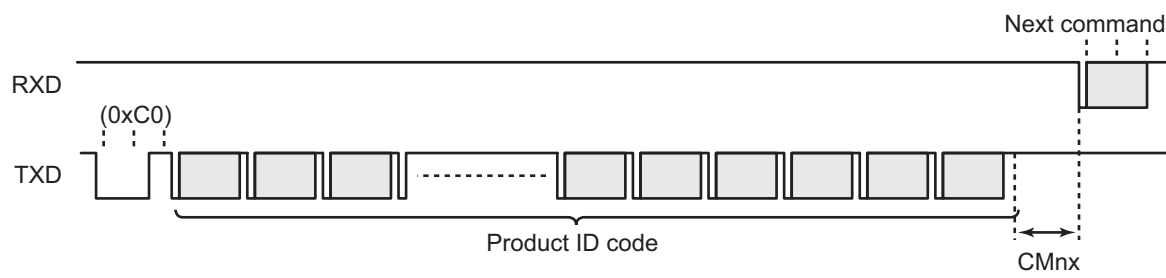 Next command
RXD
(0xC0)
TXD
Product ID code
CMnx